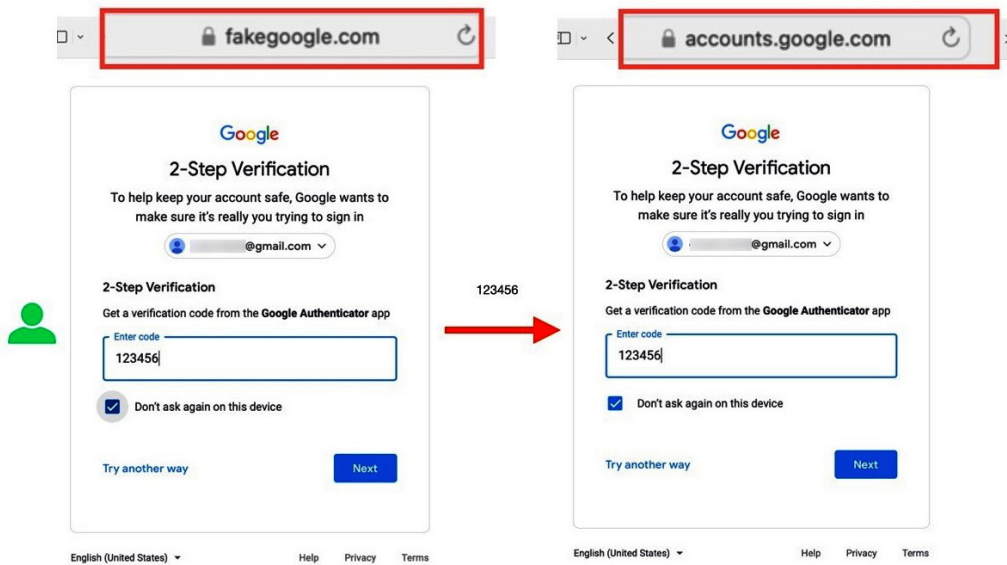 fakegoogle.com
Google
2-Step Verification
To help keep your account safe, Google wants to
make sure it's really you trying to sign in
@gmail.com
2-Step Verification
Get a verification code from the Google Authenticator app
Enter code
123456
Don't ask again on this device
Try another way
Next
English (United States)
Help
Privacy
Terms
123456
accounts.google.com
Google
2-Step Verification
To help keep your account safe, Google wants to
make sure it's really you trying to sign in
@gmail.com
2-Step Verification
Get a verification code from the Google Authenticator app
Enter code
123456
Don't ask again on this device
Try another way
Next
English (United States)
Help
Privacy
Terms